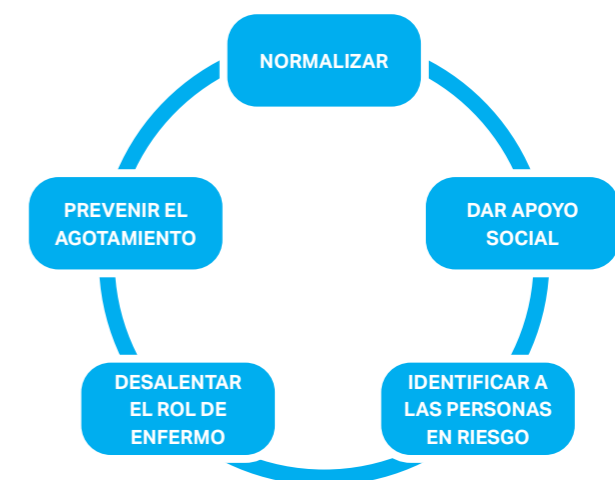 NORMALIZAR
DAR APOYO
SOCIAL
IDENTIFICAR A
LAS PERSONAS
EN RIESGO
DESALENTAR
EL ROL DE
ENFERMO
PREVENIR EL
AGOTAMIENTO